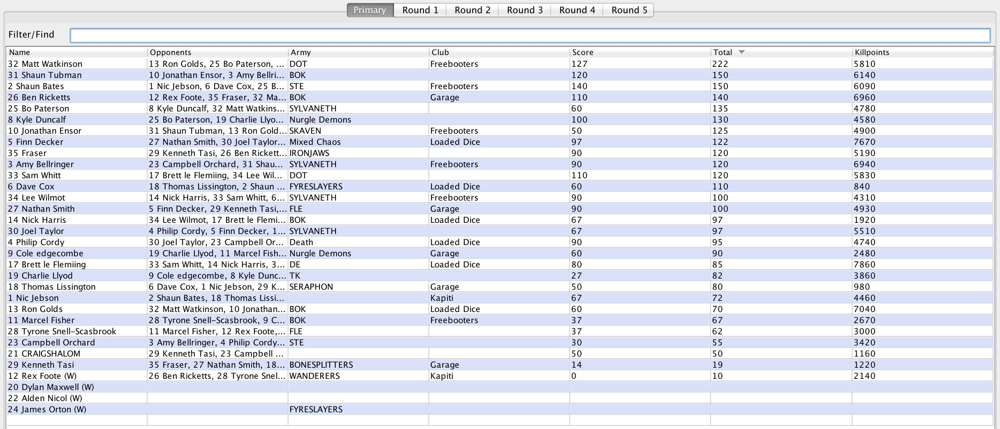 Primary Round 1 Round 2 Round 3 Round 4 Round 5
Filter/Find
Name Opponents Army Club Score Total Killpoints
32 Matt Watkinson 13 Ron Golds, 25 Bo Paterson, ... DOT Freebooters 127 222 5810
31 Shaun Tubman 10 Jonathan Ensor, 3 Amy Bellri... BOK 120 150 6140
2 Shaun Bates 1 Nic Jebson, 6 Dave Cox, 25 B... STE Freebooters 140 150 6090
26 Ben Ricketts 12 Rex Foote, 35 Fraser, 32 Ma... BOK Garage 110 140 6960
25 Bo Paterson 8 Kyle Duncalf, 32 Matt Watkins... SYLVANETH 60 135 4780
8 Kyle Duncalf 25 Bo Paterson, 19 Charlie Llyo... Nurgle Demons 100 130 4580
10 Jonathan Ensor 31 Shaun Tubman, 13 Ron Gold... SKAVEN Freebooters 50 125 4900
5 Finn Decker 27 Nathan Smith, 30 Joel Taylor... Mixed Chaos Loaded Dice 97 122 7670
35 Fraser 29 Kenneth Tasi, 26 Ben Rickett... IRONJAWS 90 120 5190
3 Amy Bellringer 23 Campbell Orchard, 31 Shau... SYLVANETH Freebooters 90 120 6940
33 Sam Whitt 17 Brett le Flemiing, 34 Lee Wil... DOT 110 120 5830
6 Dave Cox 18 Thomas Lissington, 2 Shaun ... FYRESLAYERS Loaded Dice 60 110 840
34 Lee Wilmot 14 Nick Harris, 33 Sam Whitt, 6... SYLVANETH Freebooters 90 100 4310
27 Nathan Smith 5 Finn Decker, 29 Kenneth Tasi,... FLE Garage 90 100 4930
14 Nick Harris 34 Lee Wilmot, 17 Brett le Flemi... BOK Loaded Dice 67 97 1920
30 Joel Taylor 4 Philip Cordy, 5 Finn Decker, 1... SYLVANETH 67 97 5510
4 Philip Cordy 30 Joel Taylor, 23 Campbell Or... Death Loaded Dice 90 95 4740
9 Cole edgecombe 19 Charlie Llyod, 11 Marcel Fish... Nurgle Demons Garage 60 90 2480
17 Brett le Flemiing 33 Sam Whitt, 14 Nick Harris, 3... DE Loaded Dice 80 85 7860
19 Charlie Llyod 9 Cole edgecombe, 8 Kyle Dunc... TK 27 82 3860
18 Thomas Lissington 6 Dave Cox, 1 Nic Jebson, 29 K... SERAPHON Garage 50 80 980
1 Nic Jebson 2 Shaun Bates, 18 Thomas Lissi... Kapiti 67 72 4460
13 Ron Golds 32 Matt Watkinson, 10 Jonathan... BOK Loaded Dice 60 70 7040
11 Marcel Fisher 28 Tyrone Snell-Scasbrook, 9 C... BOK Freebooters 37 67 2670
28 Tyrone Snell-Scasbrook 11 Marcel Fisher, 12 Rex Foote,... FLE 37 62 3000
23 Campbell Orchard 3 Amy Bellringer, 4 Philip Cordy... STE 30 55 3420
21 CRAIGSHALOM 29 Kenneth Tasi, 23 Campbell ... 50 50 1160
29 Kenneth Tasi 35 Fraser, 27 Nathan Smith, 18... BONESPLITTERS Garage 14 19 1220
12 Rex Foote (W) 26 Ben Ricketts, 28 Tyrone Snel... WANDERERS Kapiti 0 10 2140
20 Dylan Maxwell (W)
22 Alden Nicol (W)
24 James Orton (W) FYRESLAYERS